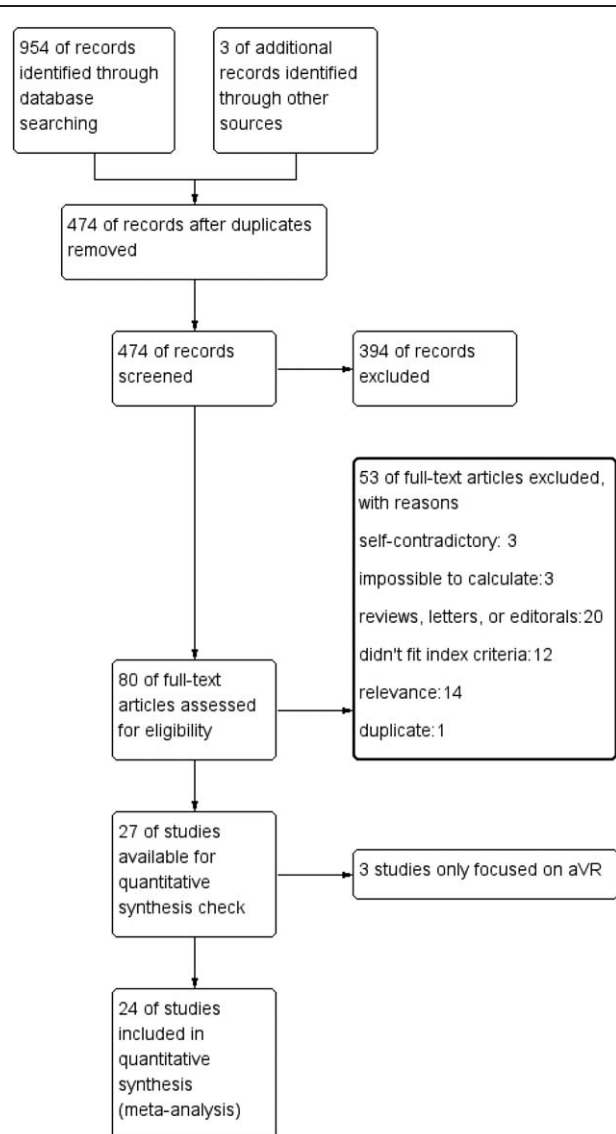 954 of records
identified through
database
searching
3 of additional
records identified
through other
sources
474 of records after duplicates
removed
474 of records
screened
394 of records
excluded
53 of full-text articles excluded,
with reasons
self-contradictory: 3
impossible to calculate:3
reviews, letters, or editorals:20
didn't fit index criteria:12
relevance:14
duplicate:1
80 of full-text
articles assessed
for eligibility
27 of studies
available for
quantitative
synthesis check
3 studies only focused on aVR
24 of studies
included in
quantitative
synthesis
(meta-analysis)